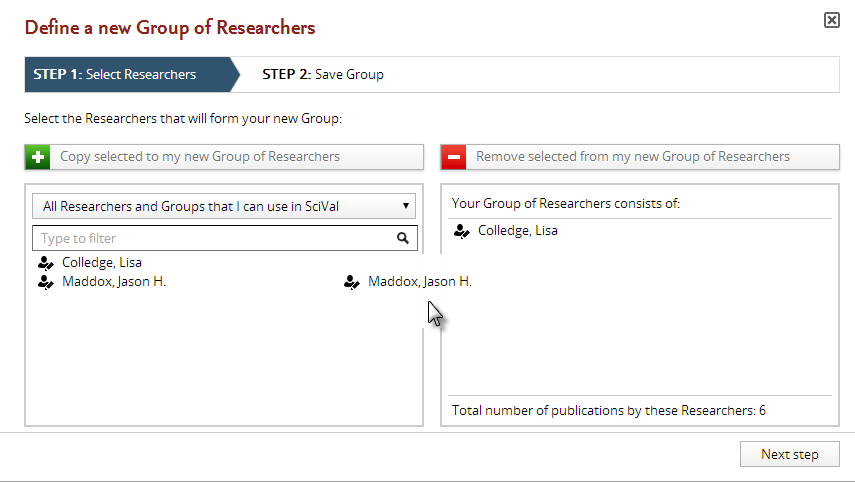 Define a new Group of Researchers
STEP 1: Select Researchers
STEP 2: Save Group
Select the Researchers that will form your new Group:
Copy selected to my new Group of Researchers
Remove selected from my new Group of Researchers
All Researchers and Groups that I can use in SciVal
Type to filter
Colledge, Lisa
Maddox, Jason H.
Maddox, Jason H.
Your Group of Researchers consists of:
Colledge, Lisa
Total number of publications by these Researchers: 6
Next step